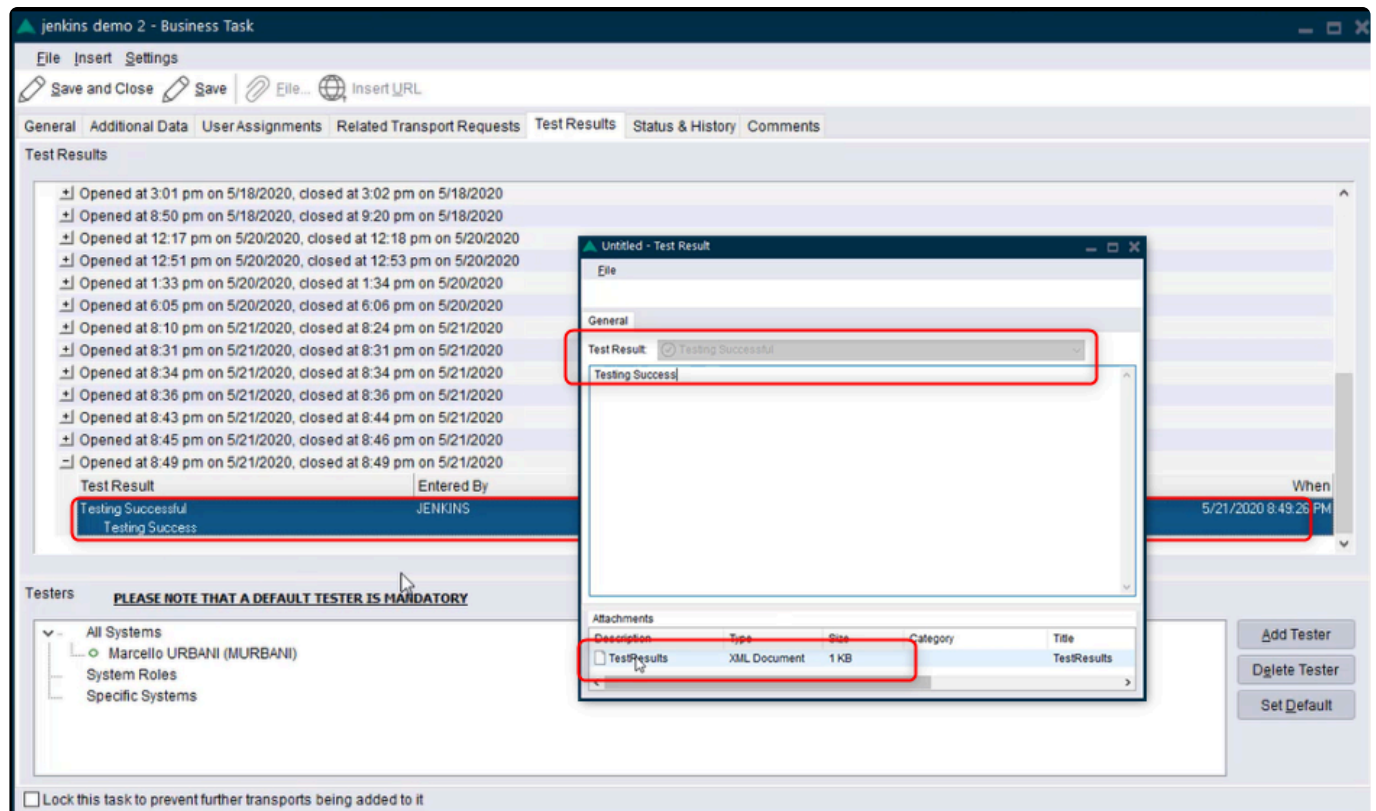 jenkins demo 2 - Business Task
File Insert Settings
Save and Close Save File... Insert URL
General Additional Data User Assignments Related Transport Requests Test Results Status & History Comments
Test Results
Opened at 3:01 pm on 5/18/2020, closed at 3:02 pm on 5/18/2020
Opened at 8:50 pm on 5/18/2020, closed at 9:20 pm on 5/18/2020
Opened at 12:17 pm on 5/20/2020, closed at 12:18 pm on 5/20/2020
Opened at 12:51 pm on 5/20/2020, closed at 12:53 pm on 5/20/2020
Opened at 1:33 pm on 5/20/2020, closed at 1:34 pm on 5/20/2020
Opened at 6:05 pm on 5/20/2020, closed at 6:06 pm on 5/20/2020
Opened at 8:10 pm on 5/21/2020, closed at 8:24 pm on 5/21/2020
Opened at 8:31 pm on 5/21/2020, closed at 8:31 pm on 5/21/2020
Opened at 8:34 pm on 5/21/2020, closed at 8:34 pm on 5/21/2020
Opened at 8:36 pm on 5/21/2020, closed at 8:36 pm on 5/21/2020
Opened at 8:43 pm on 5/21/2020, closed at 8:44 pm on 5/21/2020
Opened at 8:45 pm on 5/21/2020, closed at 8:46 pm on 5/21/2020
Opened at 8:49 pm on 5/21/2020, closed at 8:49 pm on 5/21/2020
Test Result Entered By When
Testing Successful JENKINS 5/21/2020 8:49:26 PM
Testing Success
Untitled - Test Result
File
General
Test Result: Testing Successful
Testing Success
Attachments
Description Type Size Category Title
TestResults XML Document 1 KB TestResults
Testers PLEASE NOTE THAT A DEFAULT TESTER IS MANDATORY
All Systems
Marcello URBANI (MURBANI)
System Roles
Specific Systems
Add Tester
Delete Tester
Set Default
Lock this task to prevent further transports being added to it